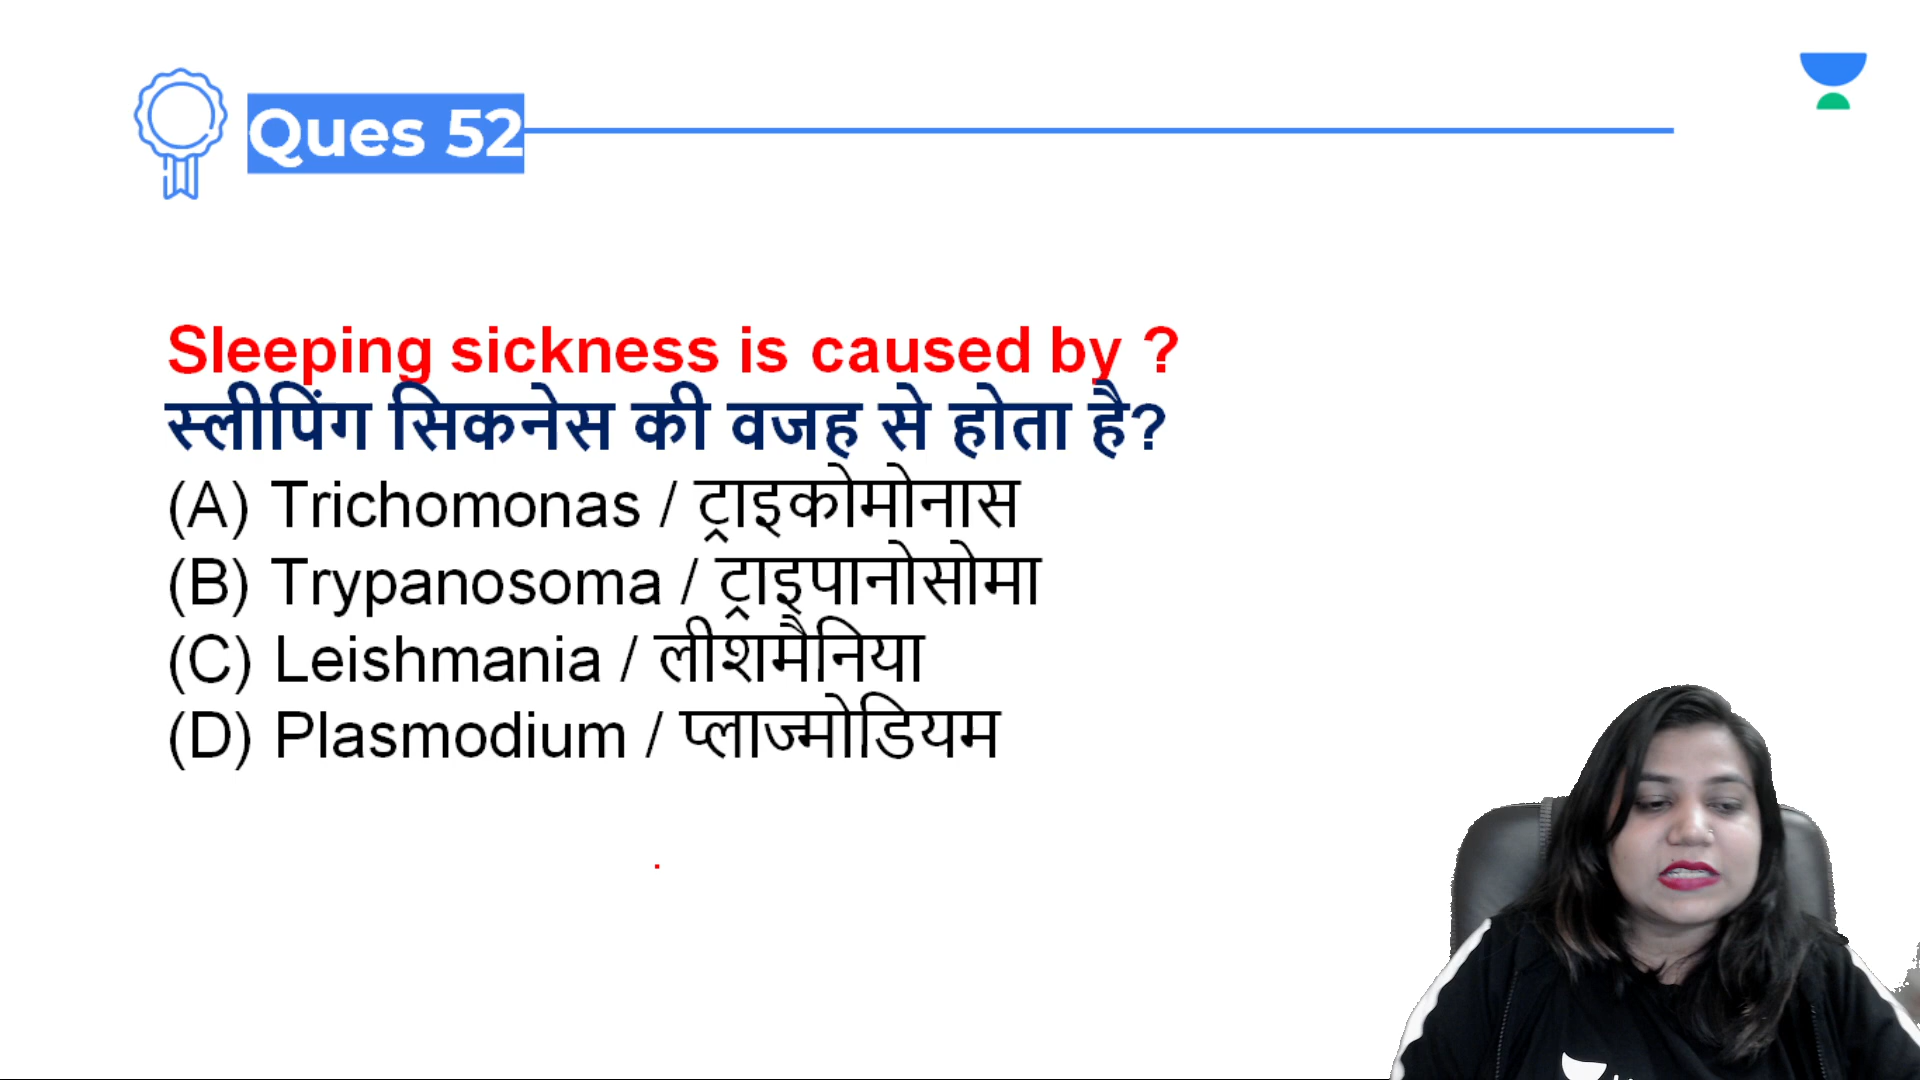 Ques 52
Sleeping sickness is caused by ?
स्लीपिंग सिकनेस की वजह से होता है?
(A) Trichomonas / ट्राइकोमोनास
(B) Trypanosoma / ट्राइपानोसोमा
(C) Leishmania / लीशमैनिया
(D) Plasmodium / प्लाज्मोडियम